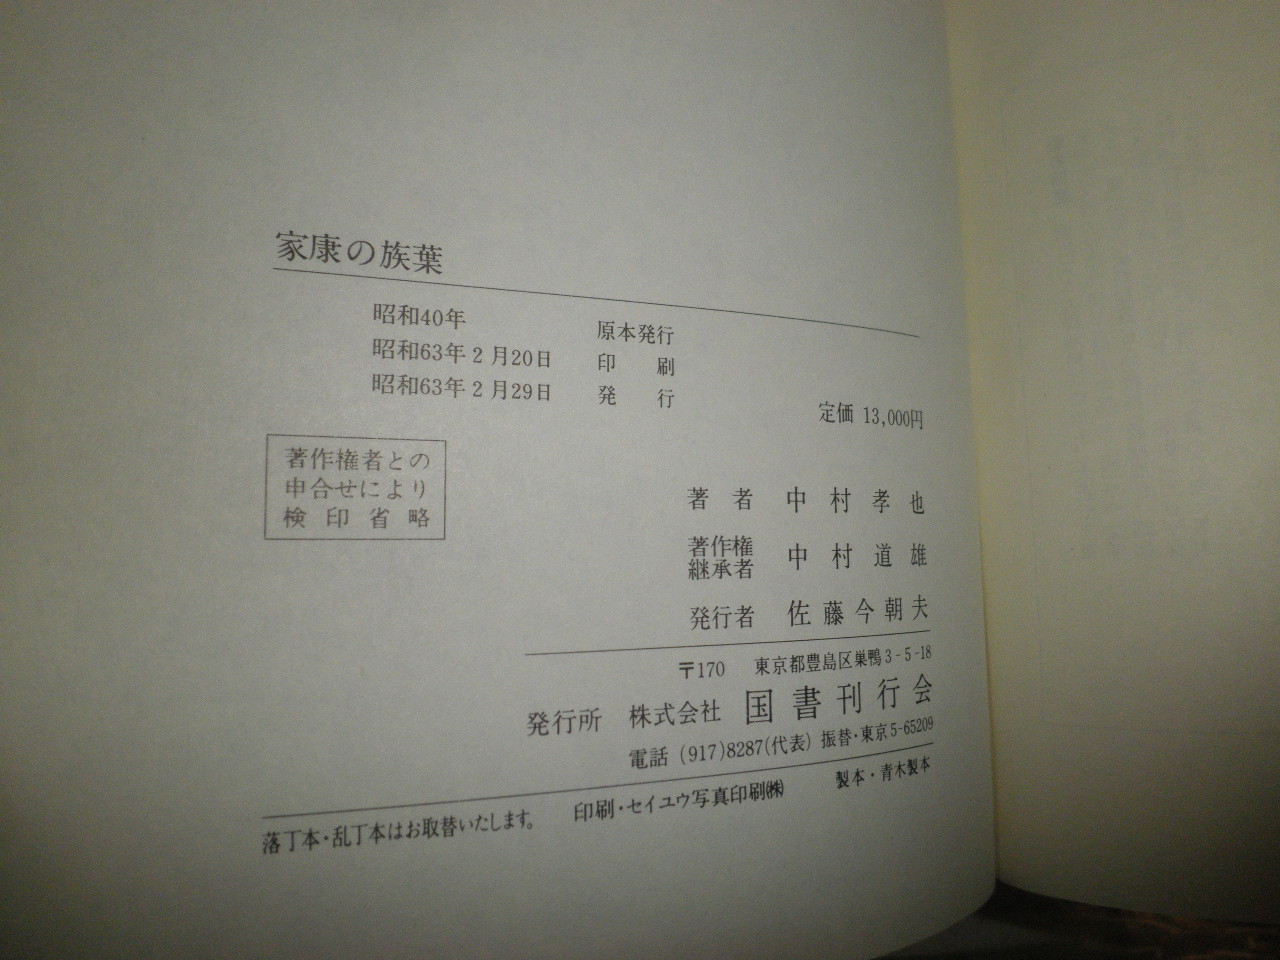 家康の族葉
昭和40年 原本発行
昭和63年2月20日 印 刷
昭和63年2月29日 発 行
定価 13,000円
著作権者との
申合せにより
検印省略
著者 中村孝也
著作権
継承者 中村道雄
発行者 佐藤今朝夫
〒170 東京都豊島区巣鴨3-5-18
発行所 株式会社 国書刊行会
電話 (917)8287(代表) 振替・東京5-65209
落丁本・乱丁本はお取替いたします。 印刷・セイユウ写真印刷㈱ 製本・青木製本